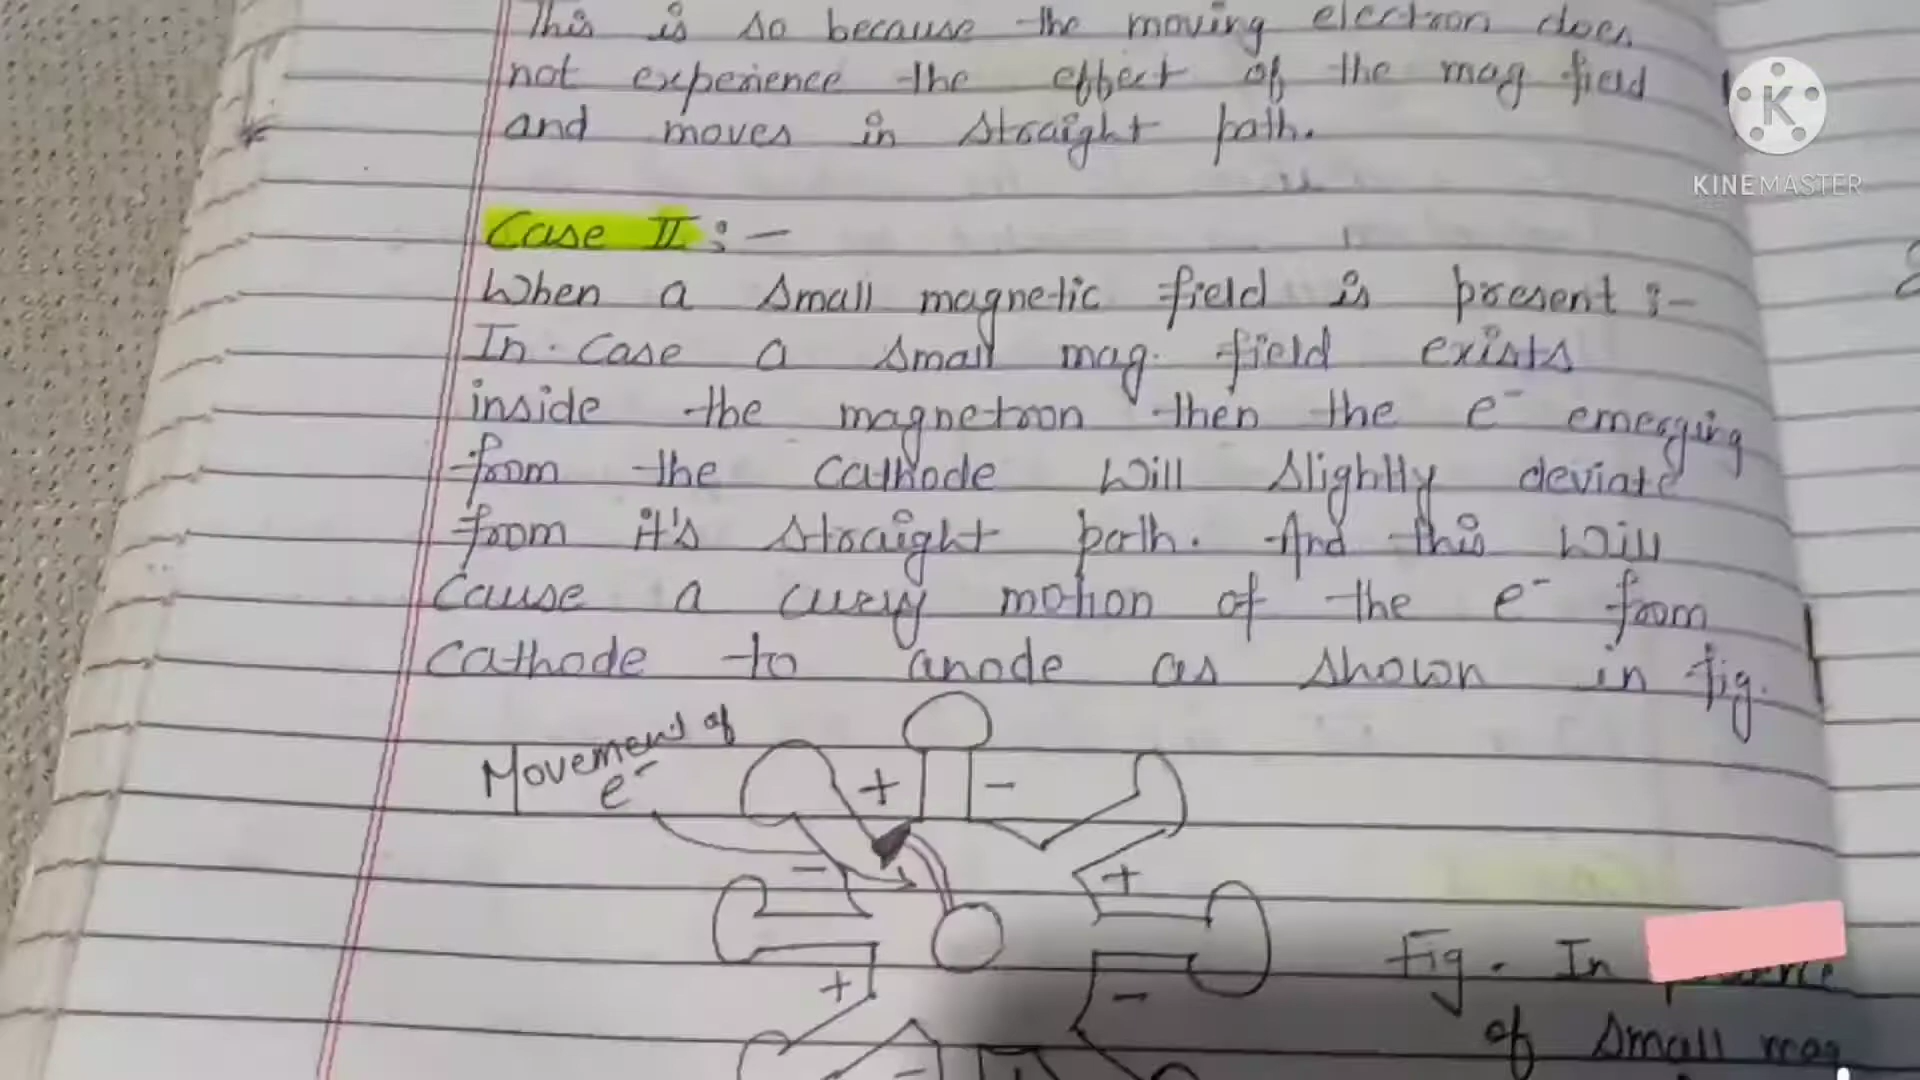 This is so because the moving electron does
not experience the effect of the mag field
and moves in straight path.
Case II :-
When a small magnetic field is present :-
In case a small mag. field exists
inside the magnetron then the e⁻ emerging
from the cathode will slightly deviate
from it's straight path. And this will
cause a curvy motion of the e⁻ from
cathode to anode as shown in fig.
Movement of
e⁻
+ -
- +
+ -
-
Fig. In
of small mag
K
KINEMASTER